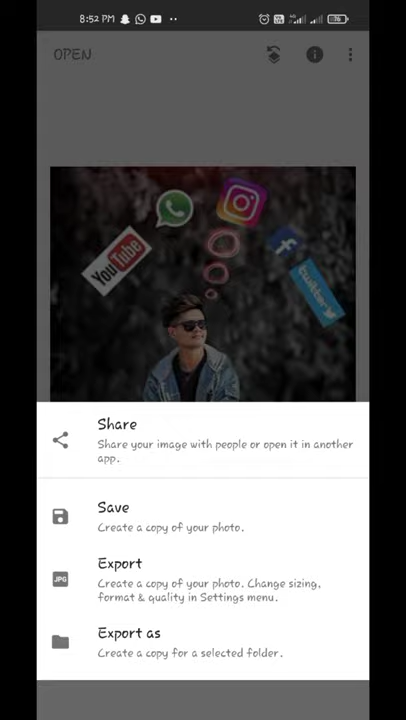 8:52 PM
OPEN
YouTube
twitter
Share
Share your image with people or open it in another
app.
Save
Create a copy of your photo.
Export
JPG
Create a copy of your photo. Change sizing,
format & quality in Settings menu.
Export as
Create a copy for a selected folder.